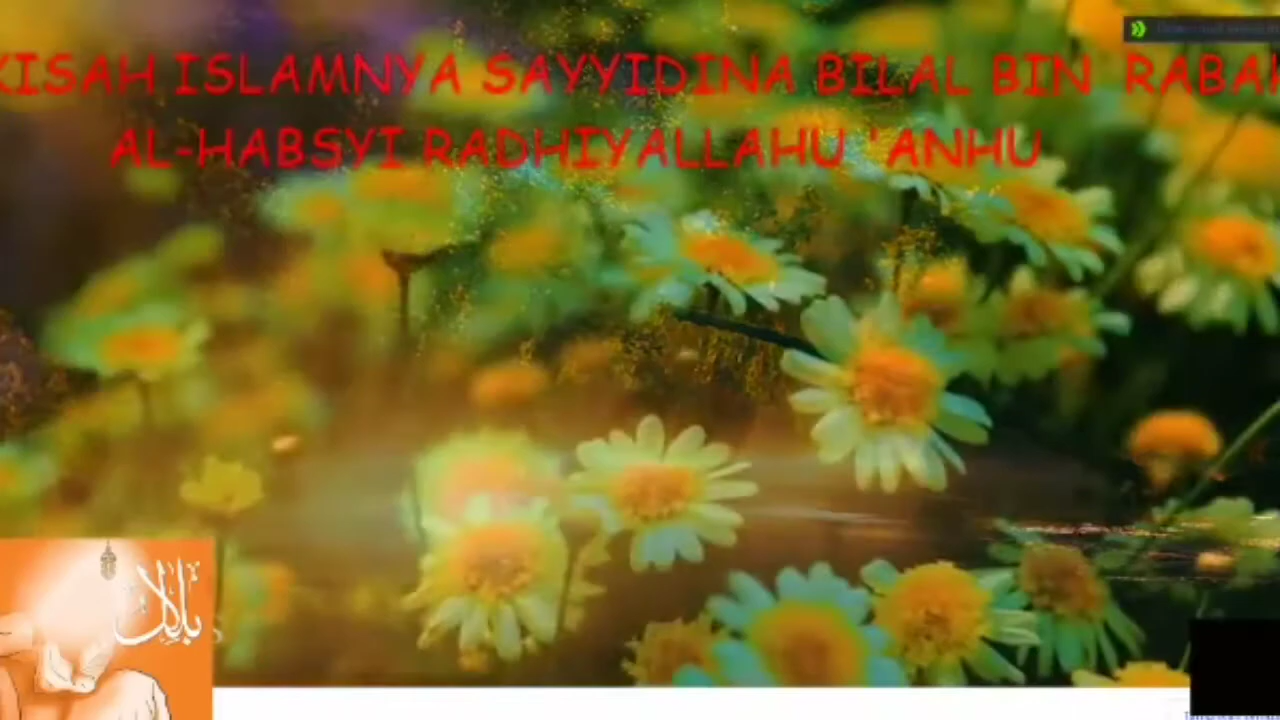 KISAH ISLAMNYA SAYYIDINA BILAL BIN RABAH
AL-HABSYI RADHIYALLAHU 'ANHU
بلال